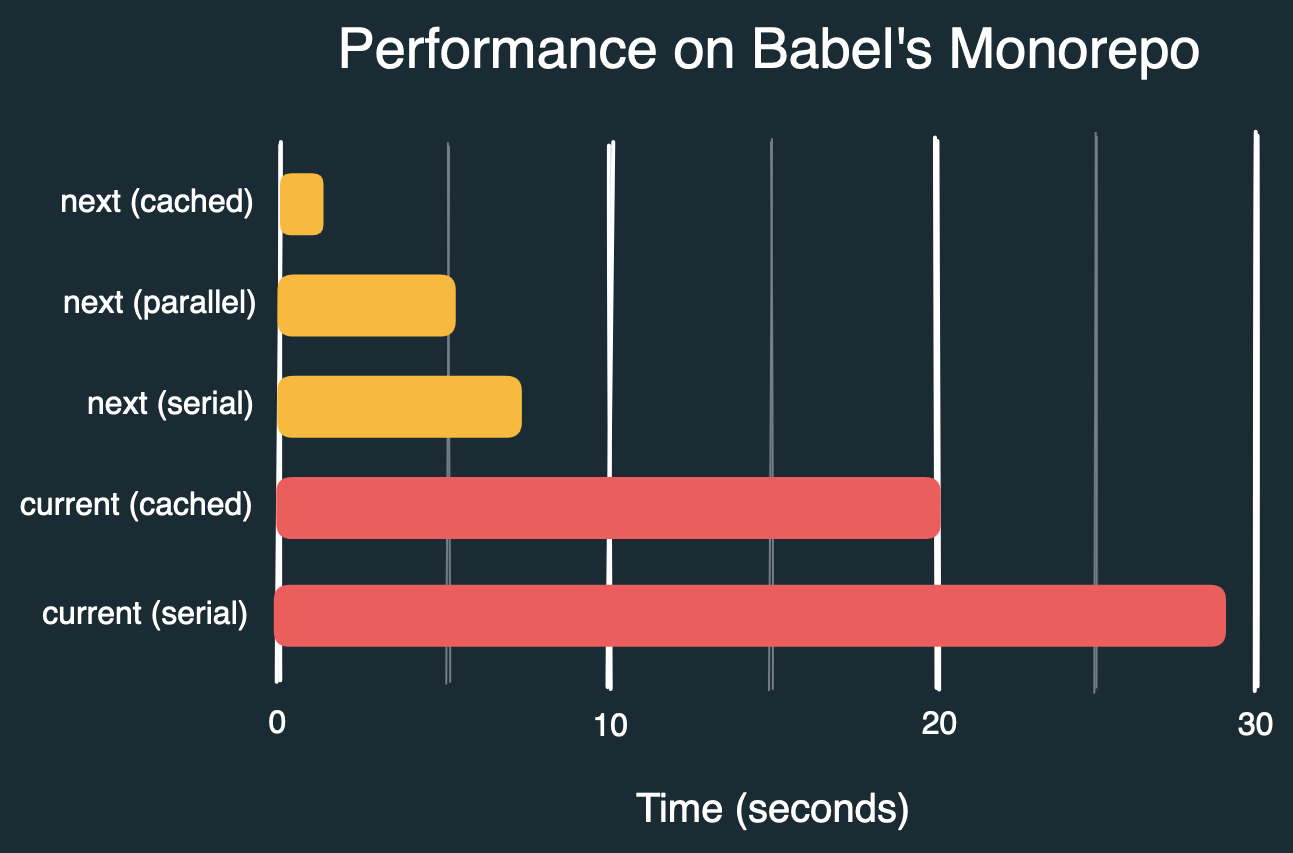 Performance on Babel's Monorepo
next (cached)
next (parallel)
next (serial)
current (cached)
current (serial)
0
10
20
30
Time (seconds)